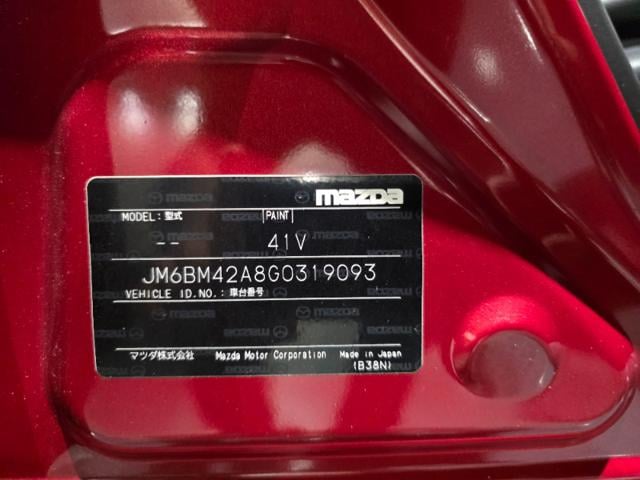 mazda
MODEL: 型式 PAINT
-- 41V
JM6BM42A8G0319093
VEHICLE ID.NO.: 車台番号
マツダ株式会社 Mazda Motor Corporation Made in Japan
(B38N)